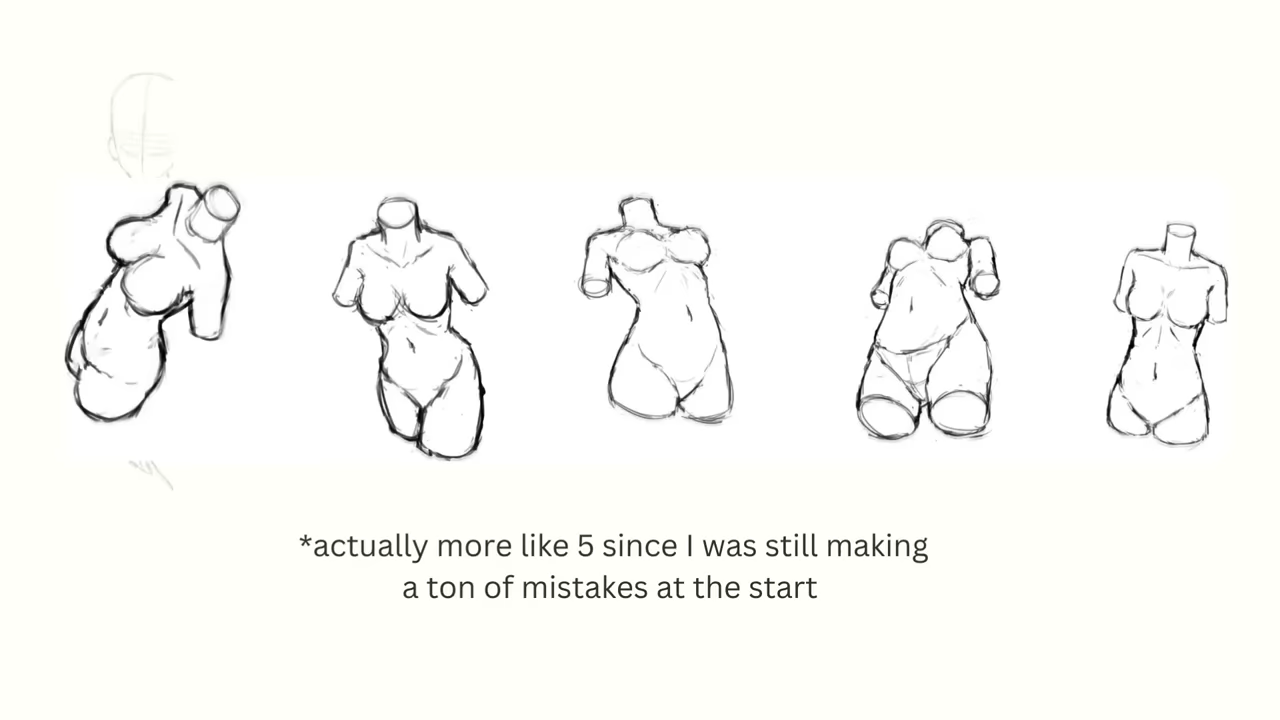 *actually more like 5 since I was still making
a ton of mistakes at the start